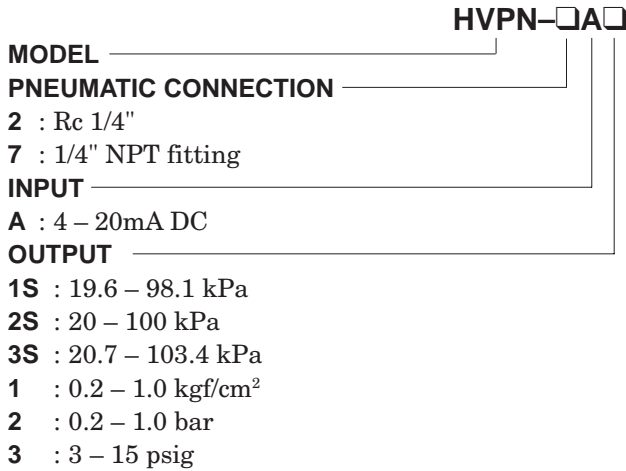 HVPN–❏A❏
MODEL
PNEUMATIC CONNECTION
2 : Rc 1/4"
7 : 1/4" NPT fitting
INPUT
A : 4 – 20mA DC
OUTPUT
1S : 19.6 – 98.1 kPa
2S : 20 – 100 kPa
3S : 20.7 – 103.4 kPa
1 : 0.2 – 1.0 kgf/cm²
2 : 0.2 – 1.0 bar
3 : 3 – 15 psig